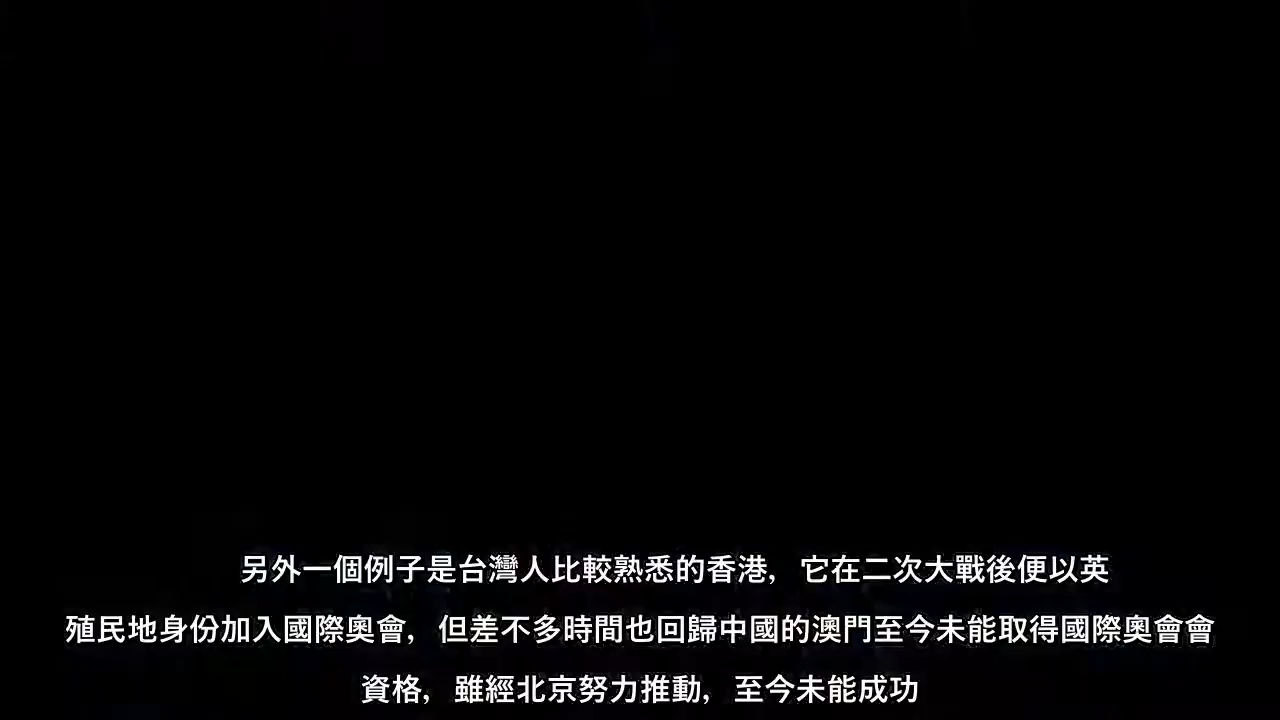 另外一個例子是台灣人比較熟悉的香港，它在二次大戰後便以英
殖民地身份加入國際奧會，但差不多時間也回歸中國的澳門至今未能取得國際奧會會
資格，雖經北京努力推動，至今未能成功